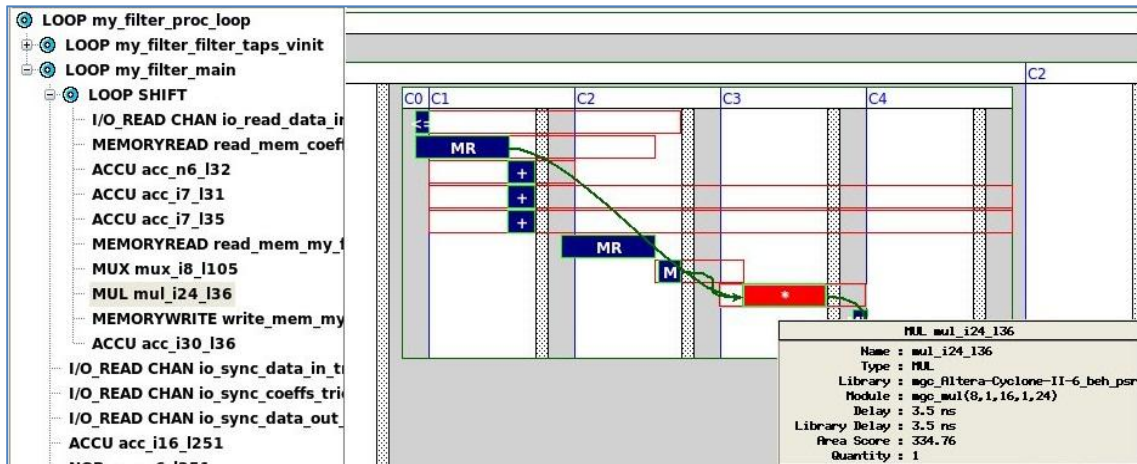 LOOP my_filter_proc_loop
LOOP my_filter_filter_taps_vinit
LOOP my_filter_main
LOOP SHIFT
I/O_READ CHAN io_read_data_in
MEMORYREAD read_mem_coeff
ACCU acc_n6_l32
ACCU acc_i7_l31
ACCU acc_i7_l35
MEMORYREAD read_mem_my_f
MUX mux_i8_l105
MUL mul_i24_l36
MEMORYWRITE write_mem_my
ACCU acc_i30_l36
I/O_READ CHAN io_sync_data_in_t
I/O_READ CHAN io_sync_coeffs_tri
I/O_READ CHAN io_sync_data_out_
ACCU acc_i16_l251
C2
C0 C1 C2 C3 C4
<=
MR
+
+
+
MR
M
*
MUL mul_i24_l36
Name : mul_i24_l36
Type : MUL
Library : mgc_Altera-Cyclone-II-6_beh_psr
Module : mgc_mul(8,1,16,1,24)
Delay : 3.5 ns
Library Delay : 3.5 ns
Area Score : 334.76
Quantity : 1